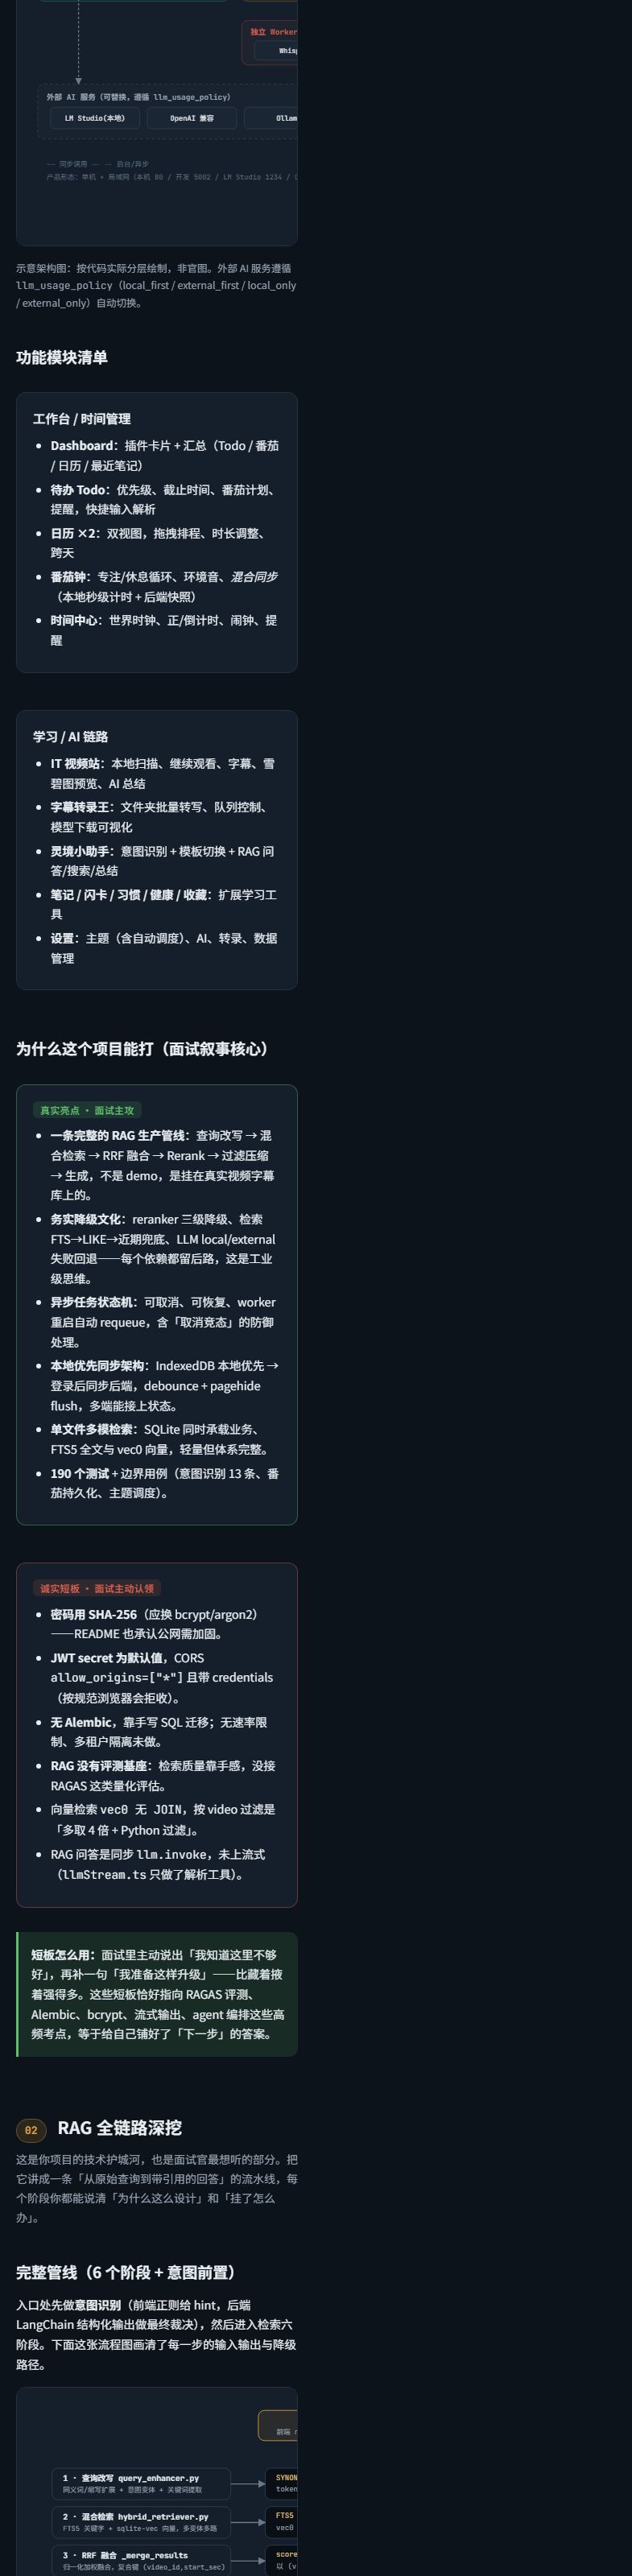 独立 Worker
Whisp
外部 AI 服务（可替换，遵循 llm_usage_policy）
LM Studio(本地)
OpenAI 兼容
Ollam
—— 同步调用 —— — 后台/异步
产品形态：单机 + 局域网（本机 80 / 开发 5002 / LM Studio 1234 /
示意架构图：按代码实际分层绘制，非官图。外部 AI 服务遵循
llm_usage_policy（local_first / external_first / local_only
/ external_only）自动切换。
功能模块清单
工作台 / 时间管理
• Dashboard：插件卡片 + 汇总（Todo / 番茄
/ 日历 / 最近笔记）
• 待办 Todo：优先级、截止时间、番茄计划、
提醒，快捷输入解析
• 日历 ×2：双视图，拖拽排程、时长调整、
跨天
• 番茄钟：专注/休息循环、环境音、混合同步
（本地秒级计时 + 后端快照）
• 时间中心：世界时钟、正/倒计时、闹钟、提
醒
学习 / AI 链路
• IT 视频站：本地扫描、继续观看、字幕、雪
碧图预览、AI 总结
• 字幕转录王：文件夹批量转写、队列控制、
模型下载可视化
• 灵境小助手：意图识别 + 模板切换 + RAG 问
答/搜索/总结
• 笔记 / 闪卡 / 习惯 / 健康 / 收藏：扩展学习工
具
• 设置：主题（含自动调度）、AI、转录、数据
管理
为什么这个项目能打（面试叙事核心）
真实亮点 · 面试主攻
• 一条完整的 RAG 生产管线：查询改写 → 混
合检索 → RRF 融合 → Rerank → 过滤压缩
→ 生成，不是 demo，是挂在真实视频字幕
库上的。
• 务实降级文化：reranker 三级降级、检索
FTS→LIKE→近期兜底、LLM local/external
失败回退——每个依赖都留后路，这是工业
级思维。
• 异步任务状态机：可取消、可恢复、worker
重启自动 requeue，含「取消竞态」的防御
处理。
• 本地优先同步架构：IndexedDB 本地优先 →
登录后同步后端，debounce + pagehide
flush，多端能接上状态。
• 单文件多模检索：SQLite 同时承载业务、
FTS5 全文与 vec0 向量，轻量但体系完整。
• 190 个测试 + 边界用例（意图识别 13 条、番
茄持久化、主题调度）。
诚实短板 · 面试主动认领
• 密码用 SHA-256（应换 bcrypt/argon2）
——README 也承认公网需加固。
• JWT secret 为默认值，CORS
allow_origins=["*"] 且带 credentials
（按规范浏览器会拒收）。
• 无 Alembic，靠手写 SQL 迁移；无速率限
制、多租户隔离未做。
• RAG 没有评测基座：检索质量靠手感，没接
RAGAS 这类量化评估。
• 向量检索 vec0 无 JOIN，按 video 过滤是
「多取 4 倍 + Python 过滤」。
• RAG 问答是同步 llm.invoke，未上流式
（llmStream.ts 只做了解析工具）。
短板怎么用：面试里主动说出「我知道这里不够
好」，再补一句「我准备这样升级」——比藏着掖
着强得多。这些短板恰好指向 RAGAS 评测、
Alembic、bcrypt、流式输出、agent 编排这些高
频考点，等于给自己铺好了「下一步」的答案。
02
RAG 全链路深挖
这是你项目的技术护城河，也是面试官最想听的部分。把
它讲成一条「从原始查询到带引用的回答」的流水线，每
个阶段你都能说清「为什么这么设计」和「挂了怎么
办」。
完整管线（6 个阶段 + 意图前置）
入口处先做意图识别（前端正则给 hint，后端
LangChain 结构化输出做最终裁决），然后进入检索六
阶段。下面这张流程图画清了每一步的输入输出与降级
路径。
前端
1 · 查询改写 query_enhancer.py
同义词/缩写扩展 + 意图变体 + 关键词提取
SYNON
token
2 · 混合检索 hybrid_retriever.py
FTS5 关键字 + sqlite-vec 向量，多变体多路
FTS5
vec0
3 · RRF 融合 _merge_results
归一化加权融合，复合键 (video_id,start_sec)
score
以 (v